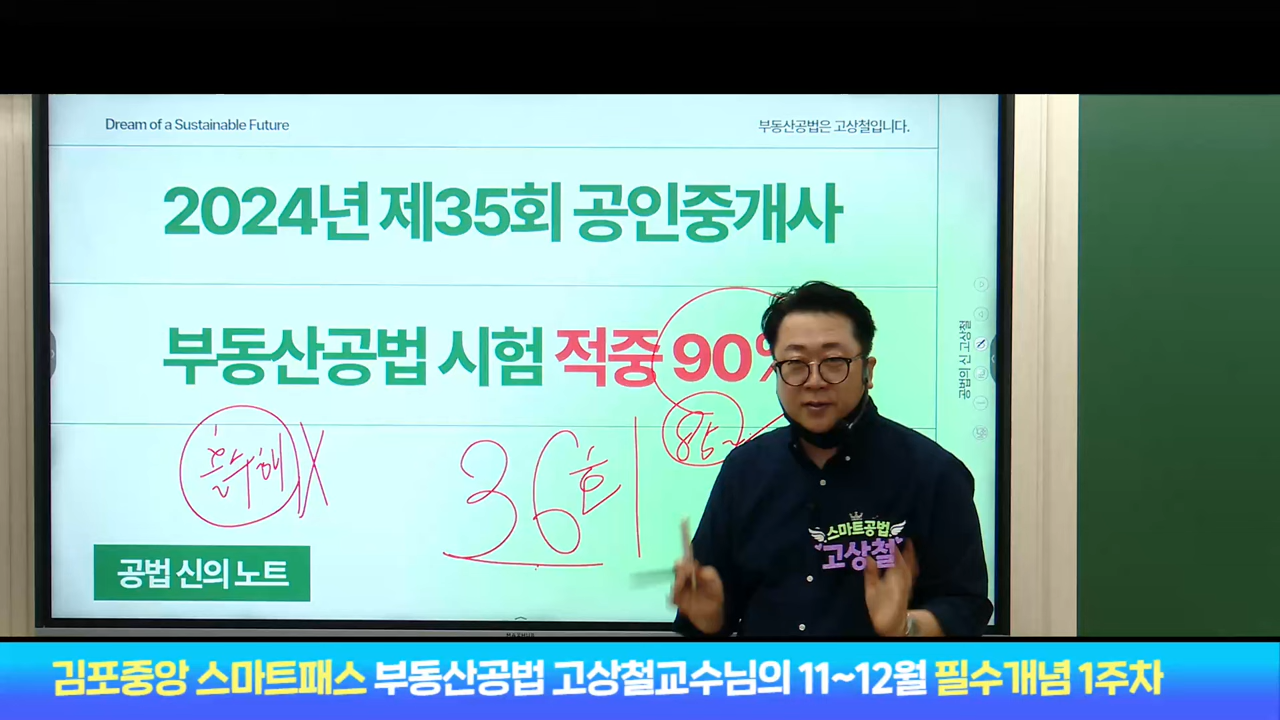 Dream of a Sustainable Future
부동산공법은 고상철입니다.
2024년 제35회 공인중개사
부동산공법 시험 적중 90%
공법의 신 고상철
36회
공법 신의 노트
스마트공법
고상철
김포중앙 스마트패스 부동산공법 고상철교수님의 11~12월 필수개념 1주차